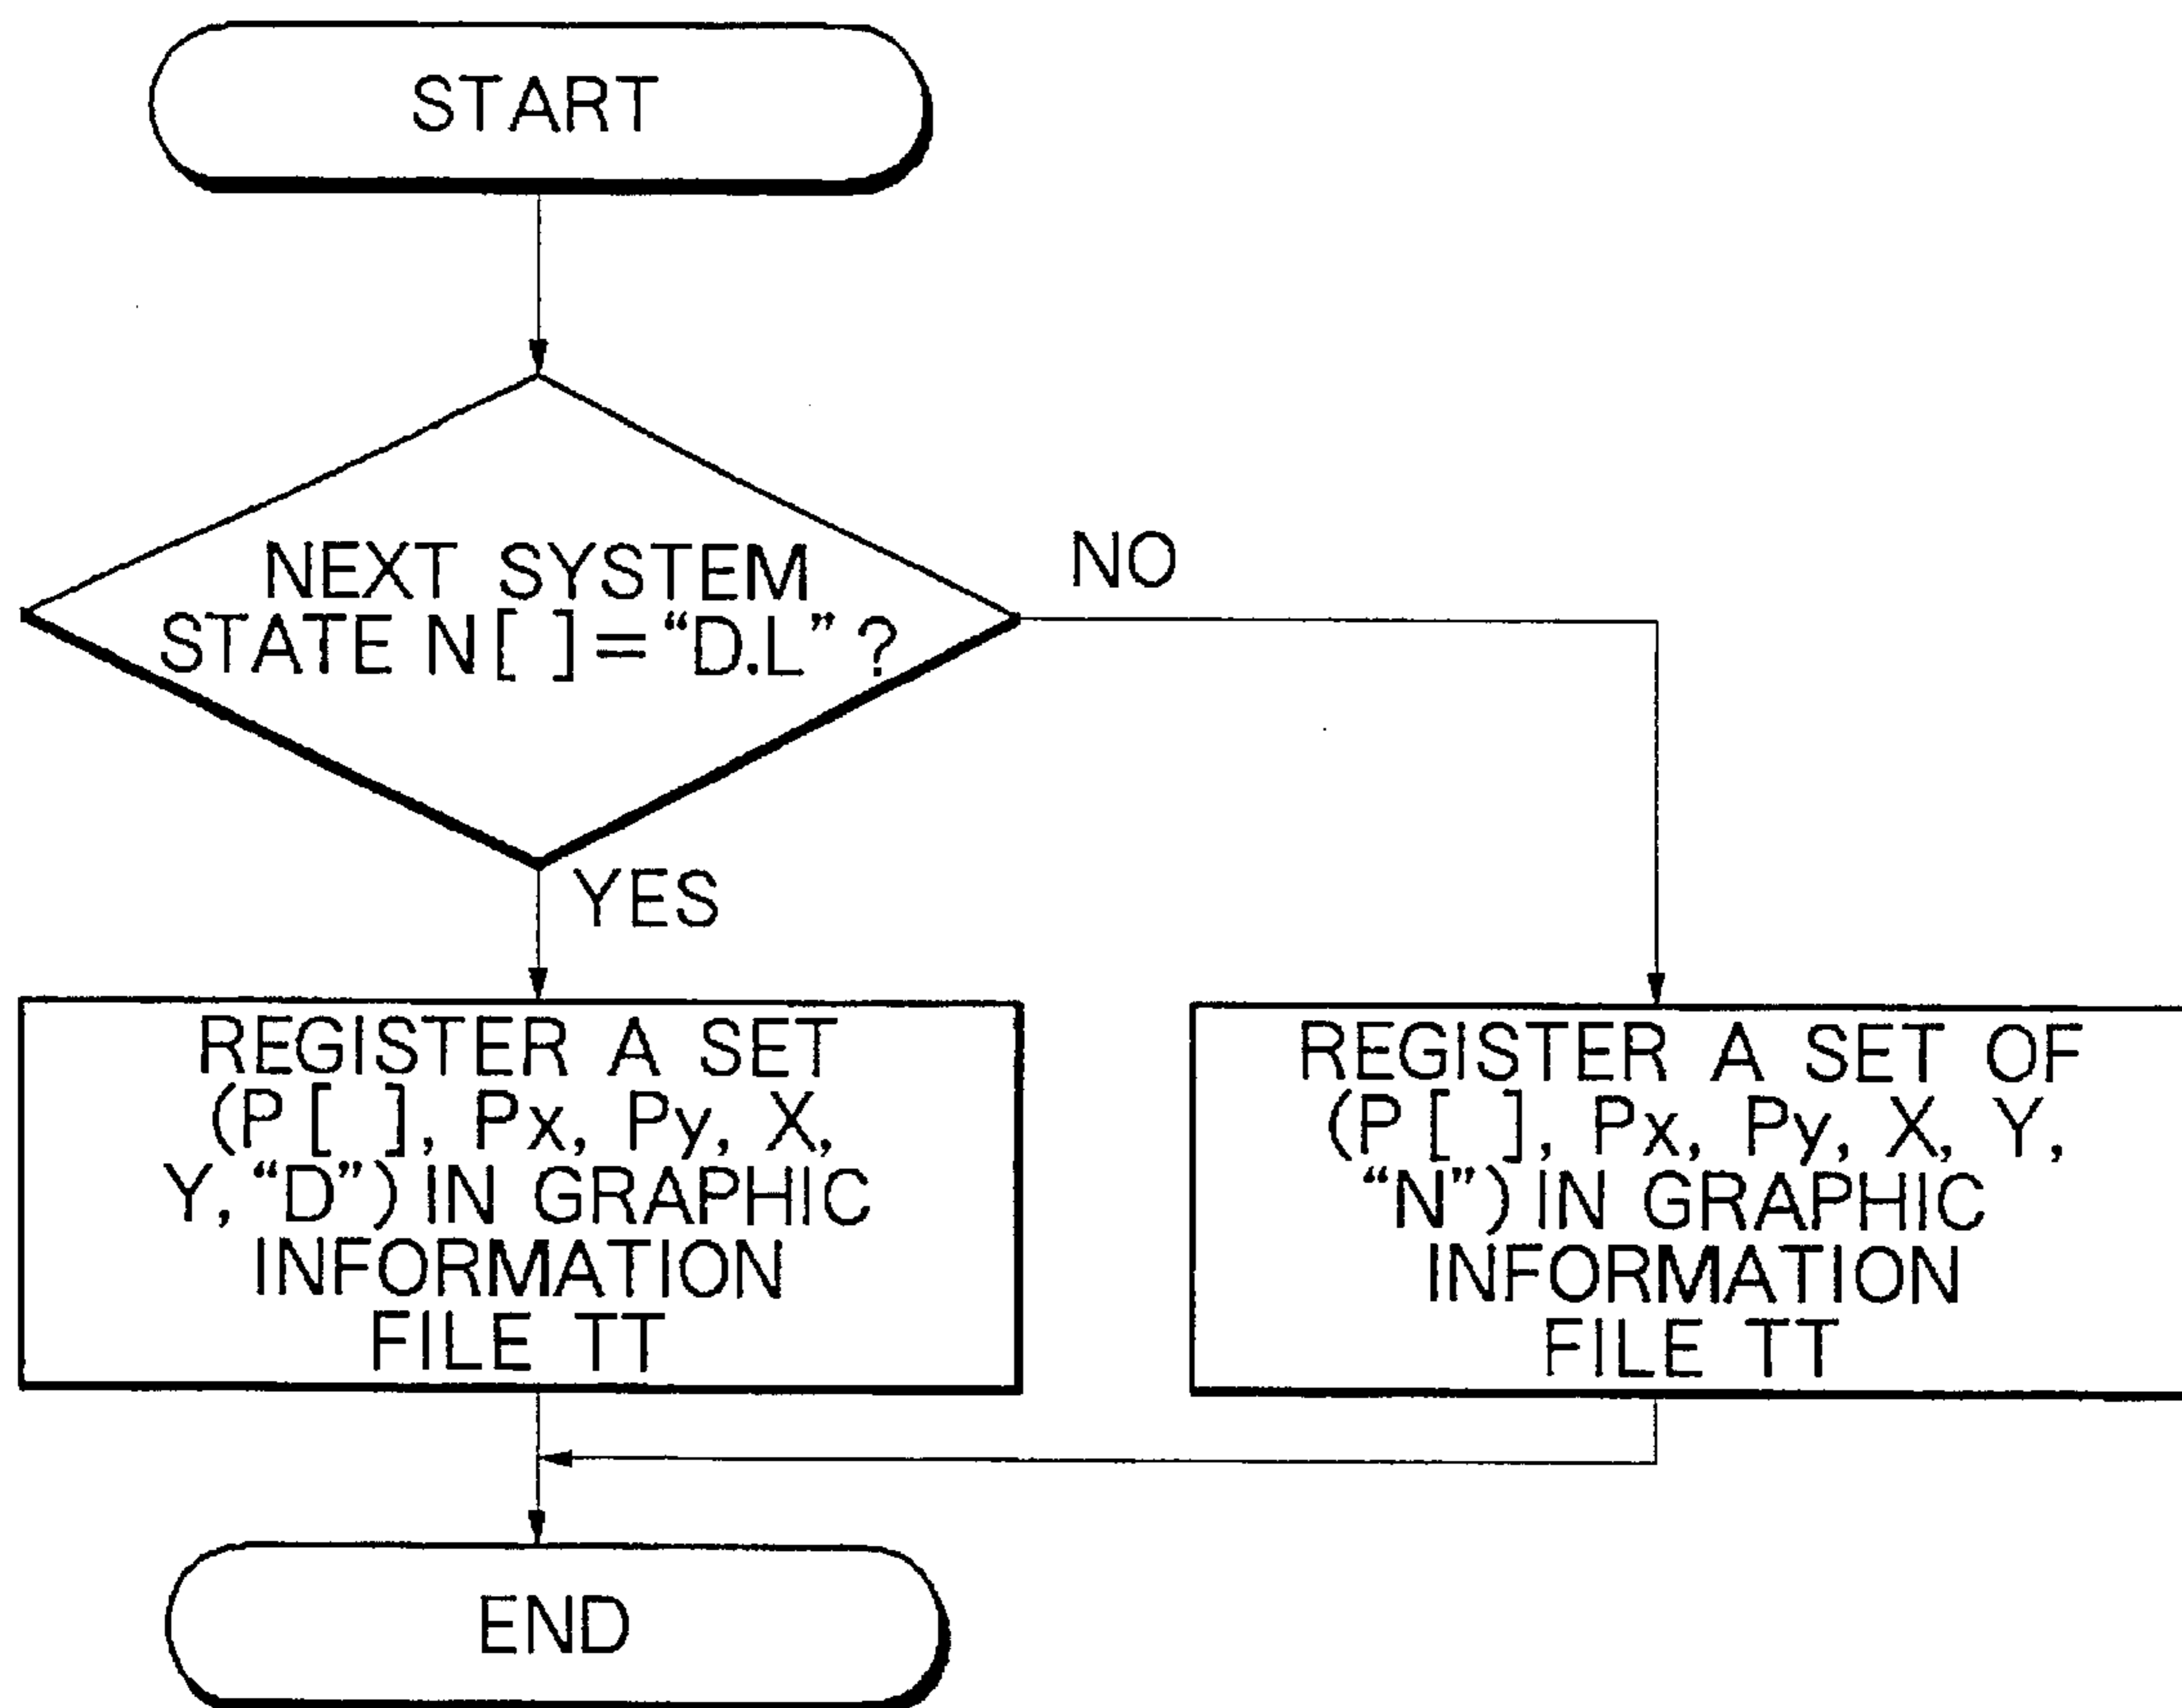 START
NEXT SYSTEM
STATE N[ ]="D.L"?
NO
YES
REGISTER A SET
(P[ ], Px, Py, X,
Y, "D") IN GRAPHIC
INFORMATION
FILE TT
REGISTER A SET OF
(P[ ], Px, Py, X, Y,
"N") IN GRAPHIC
INFORMATION
FILE TT
END